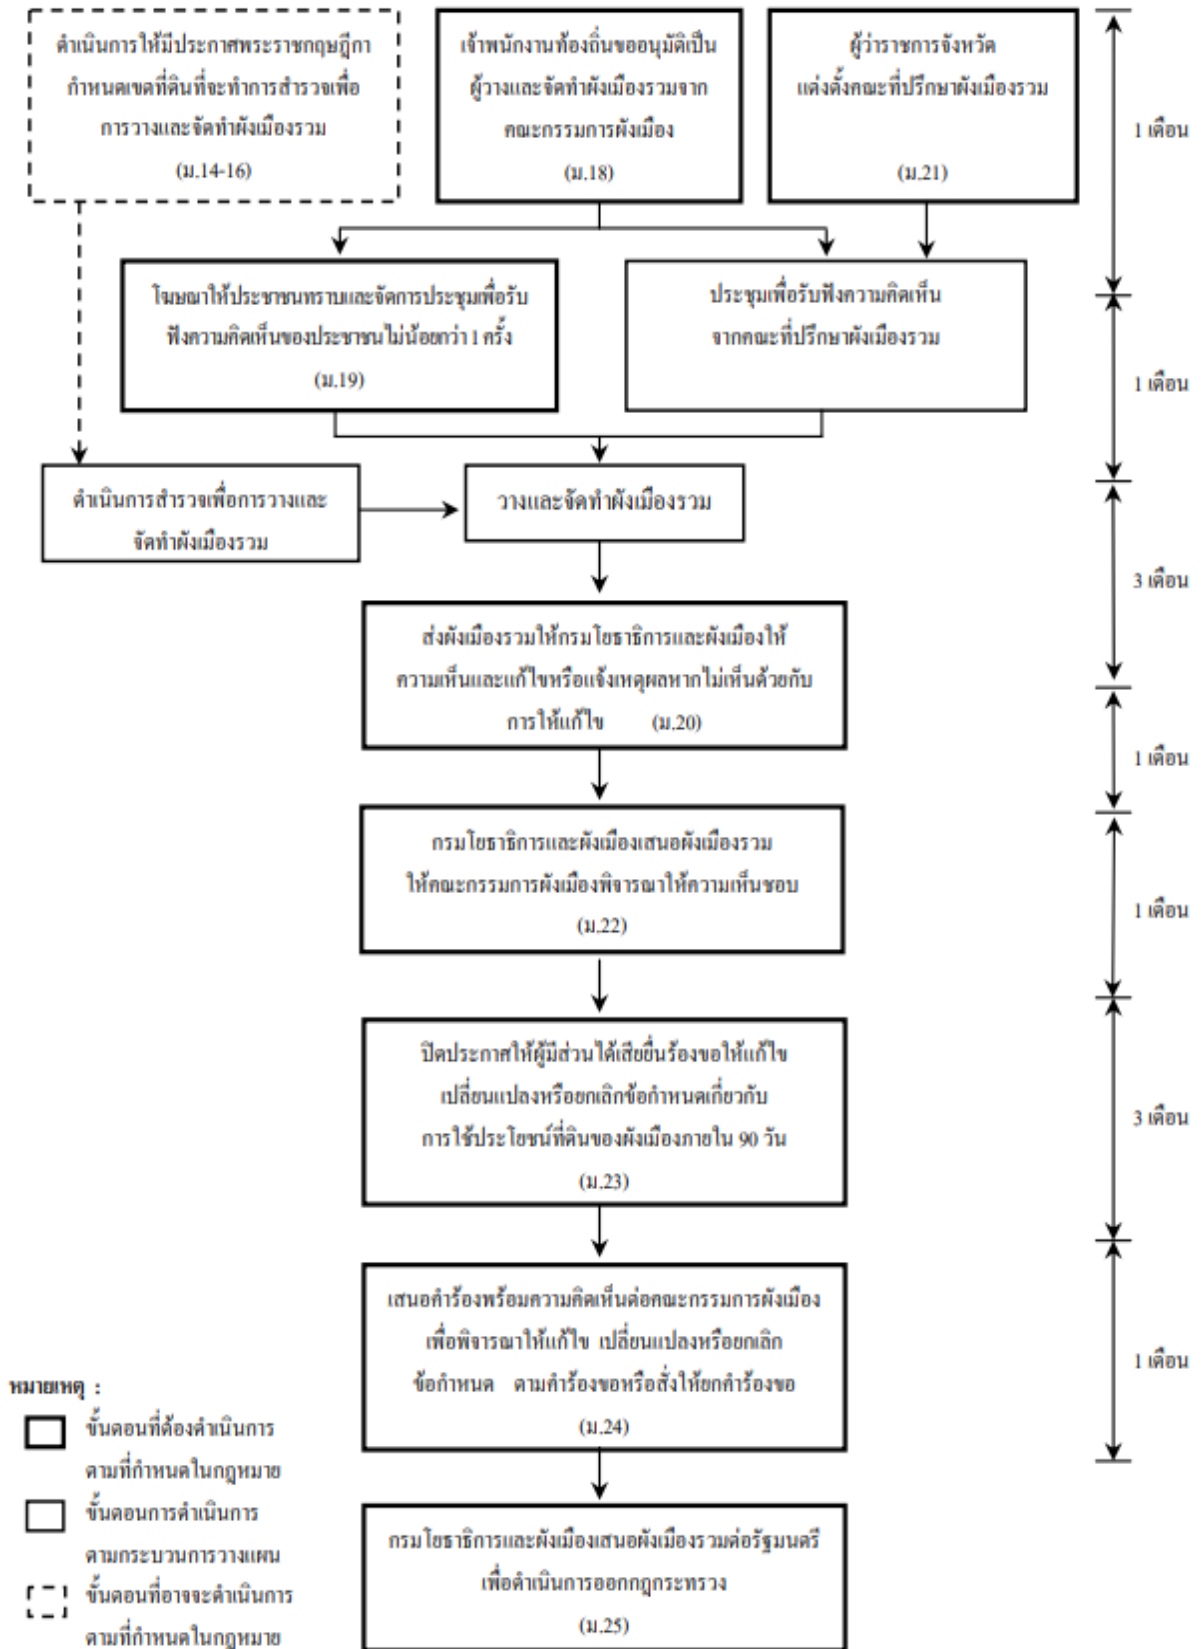 ดำเนินการให้มีประกาศพระราชกฤษฎีกา
กำหนดเขตที่ดินที่จะทำการสำรวจเพื่อ
การวางและจัดทำผังเมืองรวม
(ม.14-16)
เจ้าพนักงานท้องถิ่นขออนุมัติเป็น
ผู้วางและจัดทำผังเมืองรวมจาก
คณะกรรมการผังเมือง
(ม.18)
ผู้ว่าราชการจังหวัด
แต่งตั้งคณะที่ปรึกษาผังเมืองรวม
(ม.21)
1 เดือน
โฆษณาให้ประชาชนทราบและจัดการประชุมเพื่อรับ
ฟังความคิดเห็นของประชาชนไม่น้อยกว่า 1 ครั้ง
(ม.19)
ประชุมเพื่อรับฟังความคิดเห็น
จากคณะที่ปรึกษาผังเมืองรวม
1 เดือน
ดำเนินการสำรวจเพื่อการวางและ
จัดทำผังเมืองรวม
วางและจัดทำผังเมืองรวม
3 เดือน
ส่งผังเมืองรวมให้กรมโยธาธิการและผังเมืองให้
ความเห็นและแก้ไขหรือแจ้งเหตุผลหากไม่เห็นด้วยกับ
การให้แก้ไข (ม.20)
1 เดือน
กรมโยธาธิการและผังเมืองเสนอผังเมืองรวม
ให้คณะกรรมการผังเมืองพิจารณาให้ความเห็นชอบ
(ม.22)
1 เดือน
ปิดประกาศให้ผู้มีส่วนได้เสียยื่นร้องขอให้แก้ไข
เปลี่ยนแปลงหรือยกเลิกข้อกำหนดเกี่ยวกับ
การใช้ประโยชน์ที่ดินของผังเมืองภายใน 90 วัน
(ม.23)
3 เดือน
เสนอคำร้องพร้อมความคิดเห็นต่อคณะกรรมการผังเมือง
เพื่อพิจารณาให้แก้ไข เปลี่ยนแปลงหรือยกเลิก
ข้อกำหนด ตามคำร้องขอหรือสั่งให้ยกคำร้องขอ
(ม.24)
1 เดือน
กรมโยธาธิการและผังเมืองเสนอผังเมืองรวมต่อรัฐมนตรี
เพื่อดำเนินการออกกฎกระทรวง
(ม.25)
หมายเหตุ :
ขั้นตอนที่ต้องดำเนินการ
ตามที่กำหนดในกฎหมาย
ขั้นตอนการดำเนินการ
ตามกระบวนการวางแผน
ขั้นตอนที่อาจจะดำเนินการ
ตามที่กำหนดในกฎหมาย